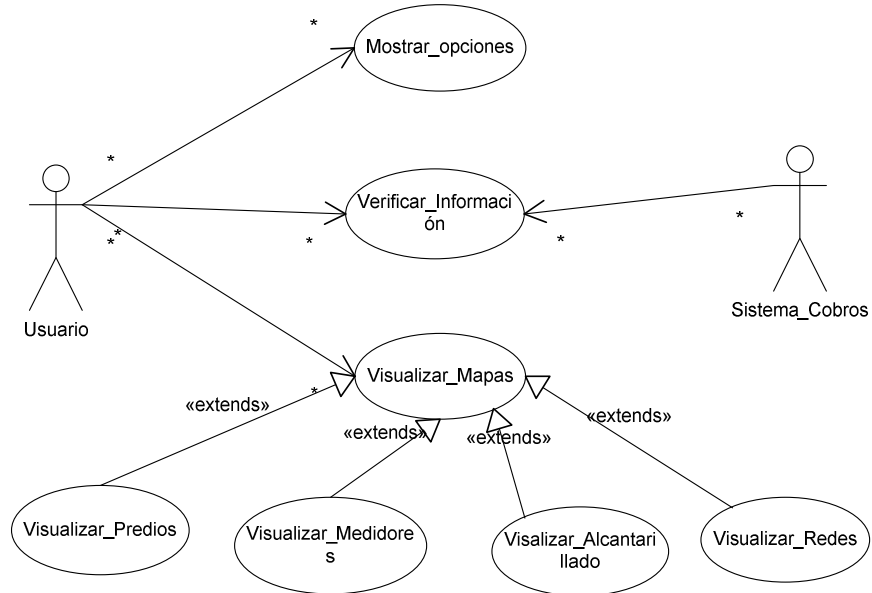 *
Mostrar_opciones
*
Verificar_Informaci
ón
*
*
*
*
*
Usuario
Sistema_Cobros
Visualizar_Mapas
*
«extends»
«extends»
«extends»
«extends»
Visualizar_Predios
Visualizar_Medidore
s
Visalizar_Alcantari
llado
Visualizar_Redes